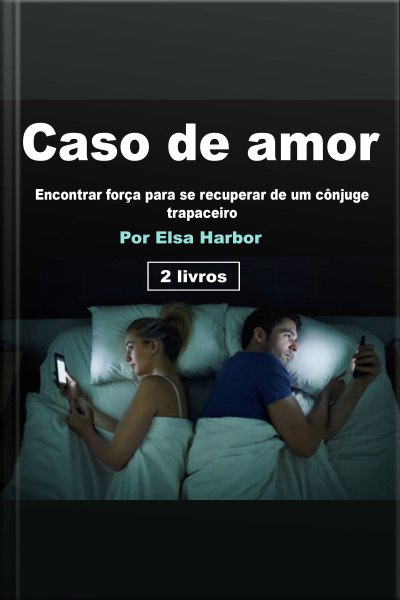 Caso de amor
Encontrar força para se recuperar de um cônjuge
trapaceiro
Por Elsa Harbor
2 livros